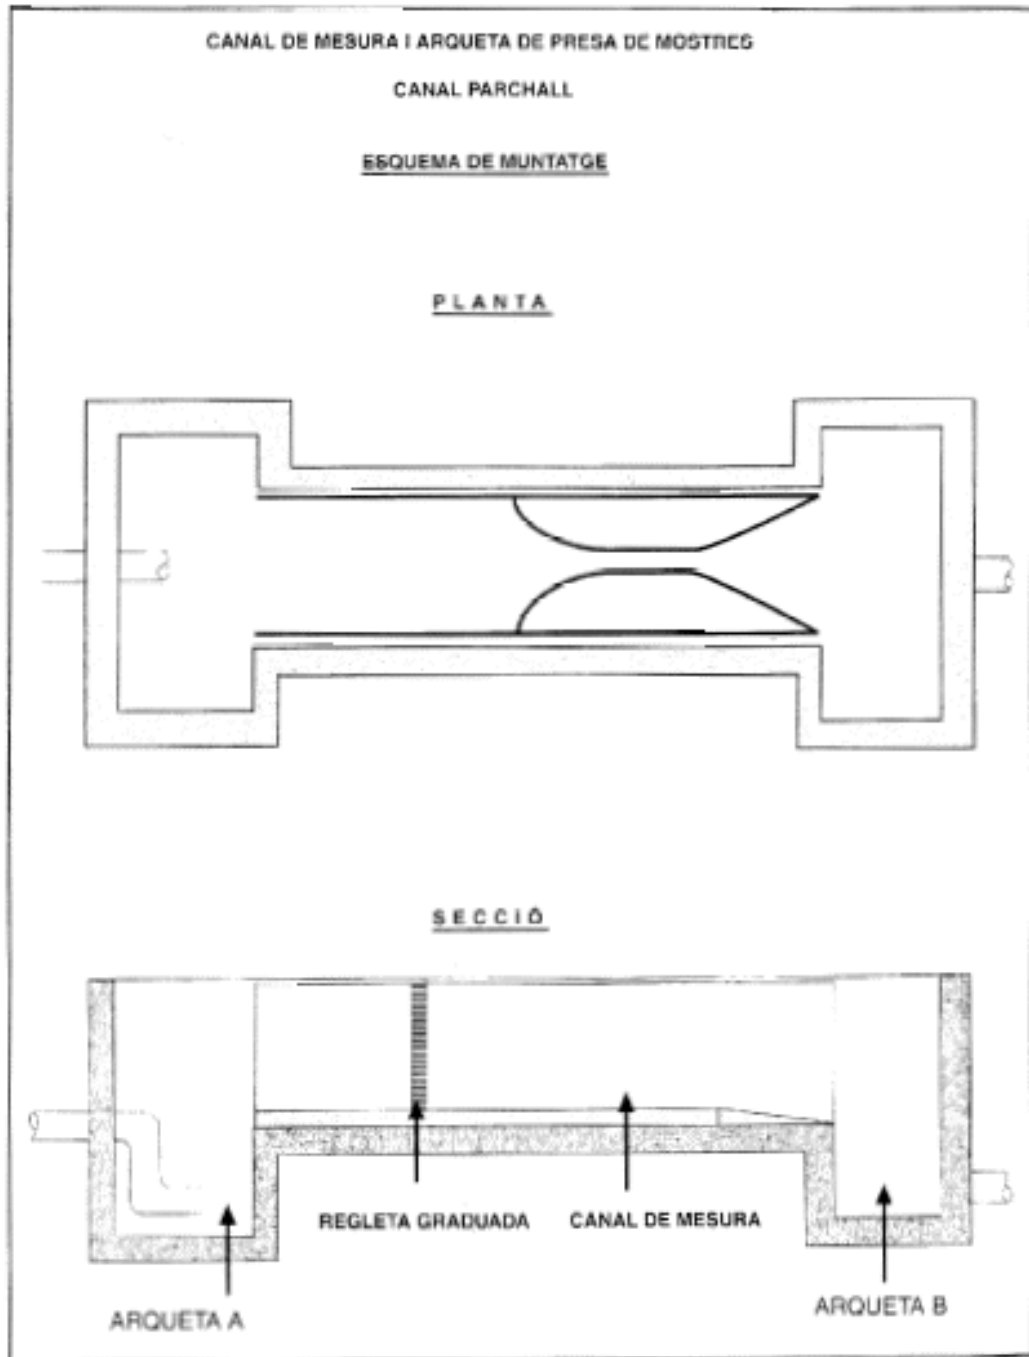 CANAL DE MESURA I ARQUETA DE PRESA DE MOSTRES
CANAL PARCHALL
ESQUEMA DE MUNTATGE
PLANTA
SECCIÓ
REGLETA GRADUADA
CANAL DE MESURA
ARQUETA A
ARQUETA B